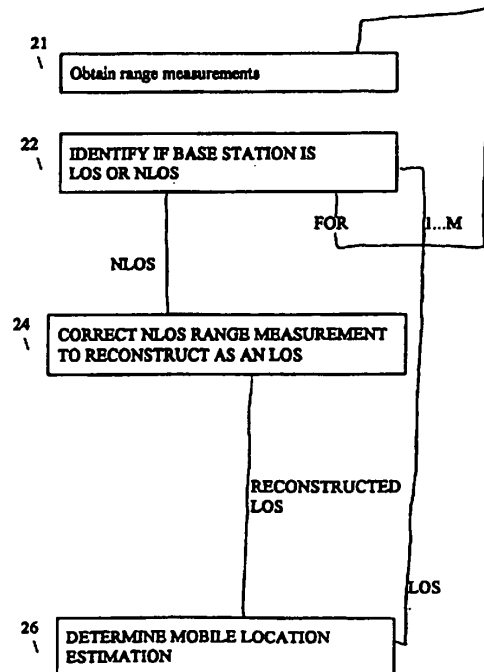 21
Obtain range measurements
22
IDENTIFY IF BASE STATION IS
LOS OR NLOS
FOR 1...M
NLOS
24
CORRECT NLOS RANGE MEASUREMENT
TO RECONSTRUCT AS AN LOS
RECONSTRUCTED
LOS
LOS
26
DETERMINE MOBILE LOCATION
ESTIMATION